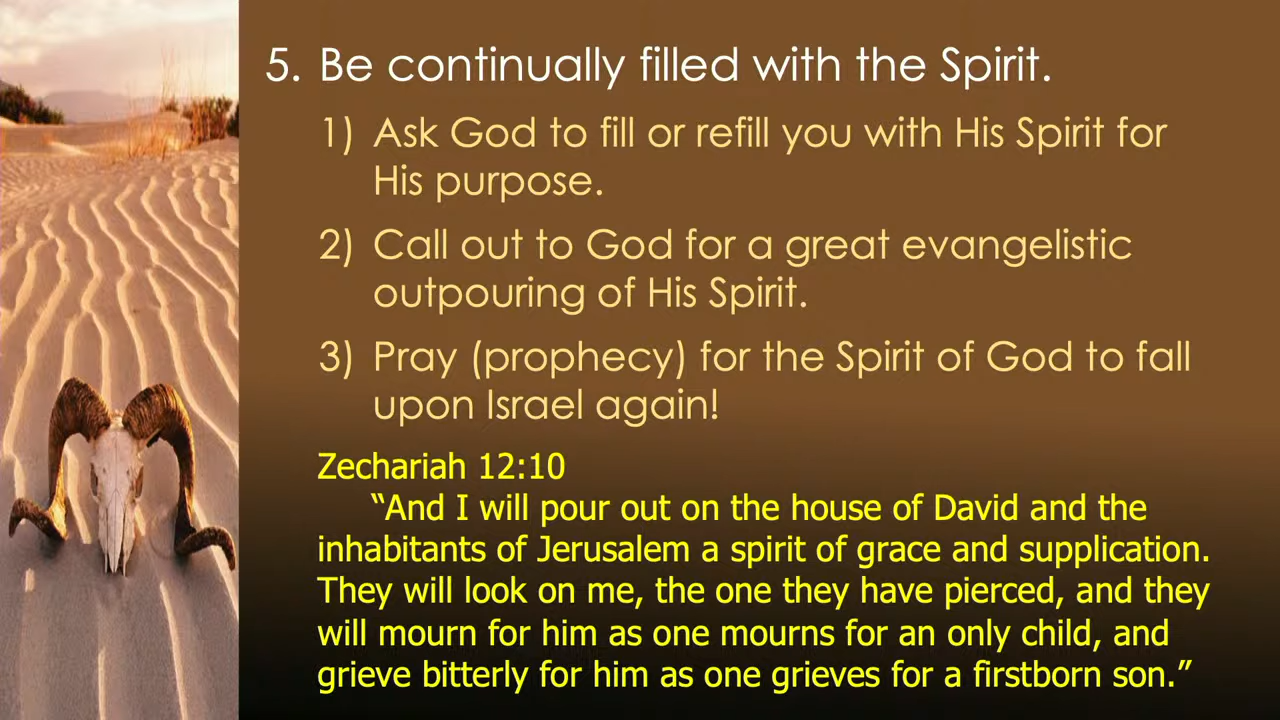 5. Be continually filled with the Spirit.
1) Ask God to fill or refill you with His Spirit for
His purpose.
2) Call out to God for a great evangelistic
outpouring of His Spirit.
3) Pray (prophecy) for the Spirit of God to fall
upon Israel again!
Zechariah 12:10
“And I will pour out on the house of David and the
inhabitants of Jerusalem a spirit of grace and supplication.
They will look on me, the one they have pierced, and they
will mourn for him as one mourns for an only child, and
grieve bitterly for him as one grieves for a firstborn son.”